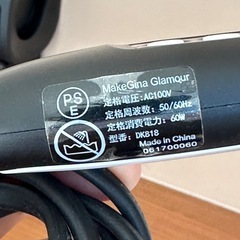 MakeGina Glamour
PSE
定格電圧：AC100V
定格周波数：50/60Hz
定格消費電力：60W
型番：DK818
Made in China
061700060